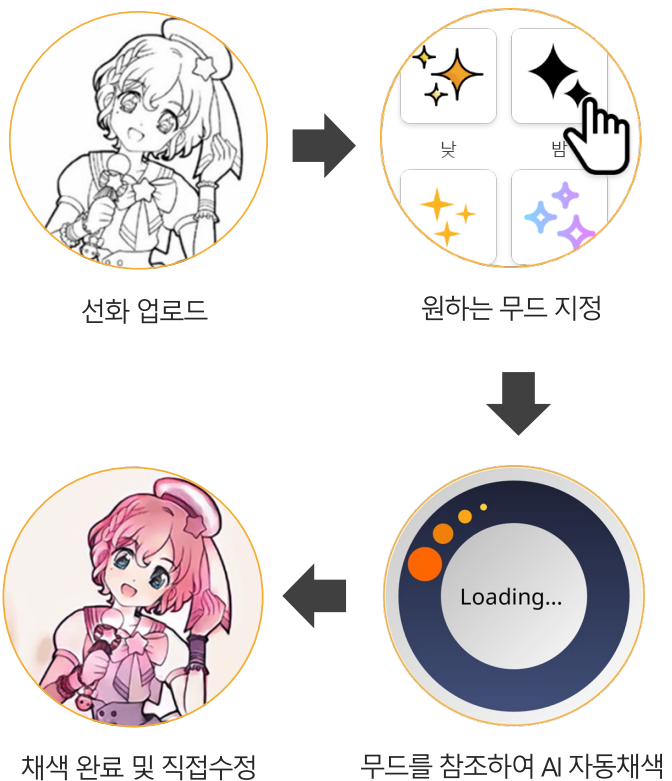 낮
밤
선화 업로드
원하는 무드 지정
Loading...
무드를 참조하여 AI 자동채색
채색 완료 및 직접수정